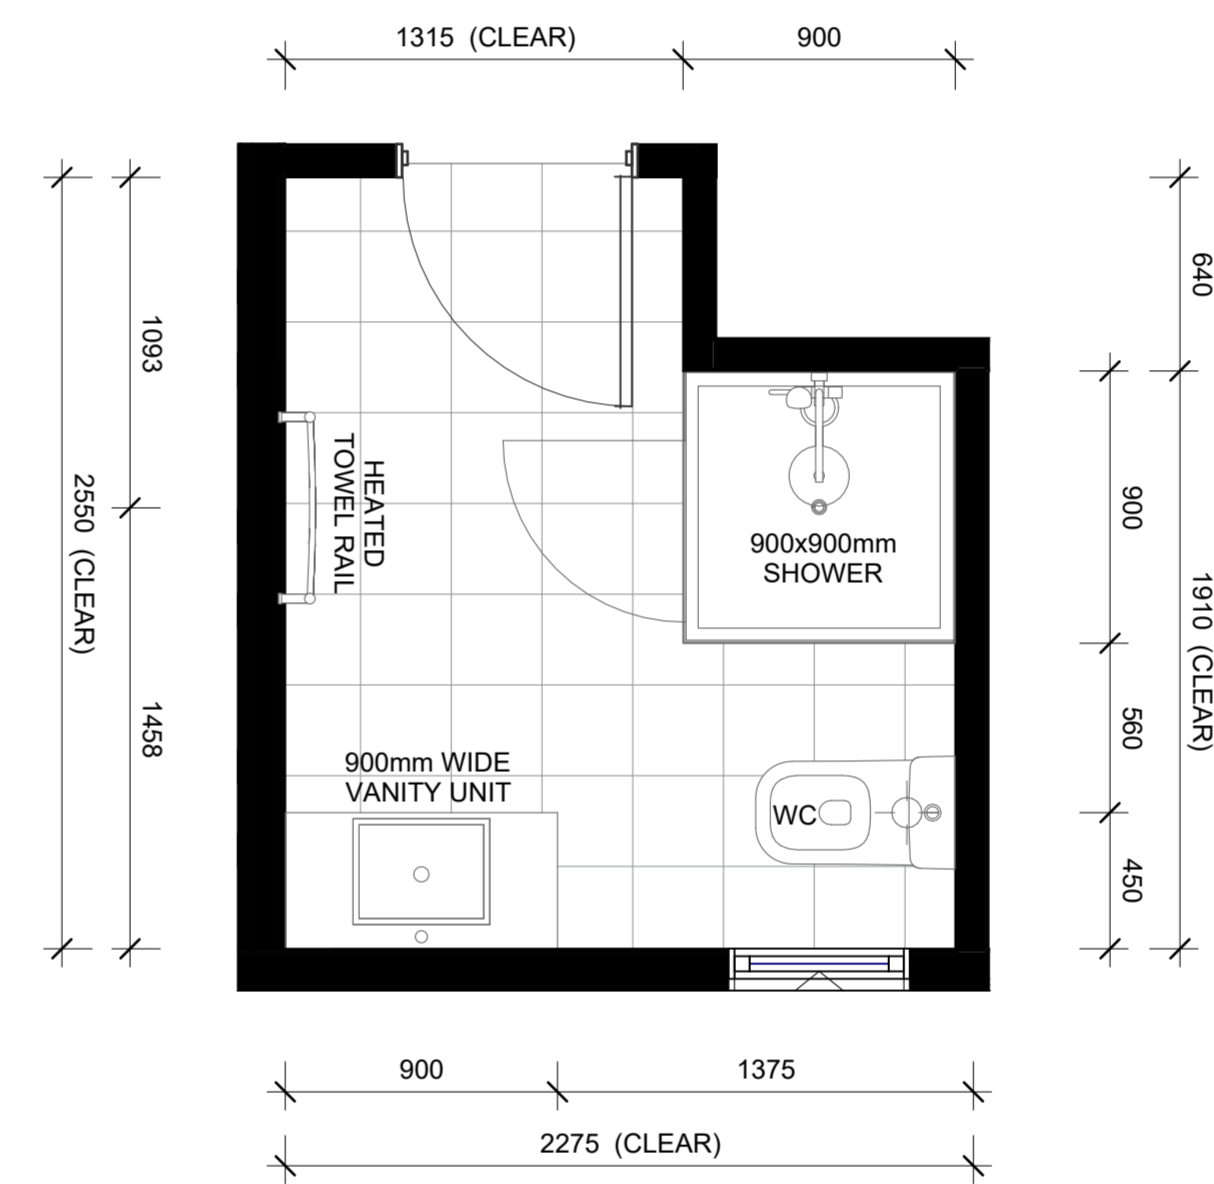 1315 (CLEAR)
900
640
1093
2550 (CLEAR)
HEATED
TOWEL RAIL
900x900mm
SHOWER
900
1910 (CLEAR)
1458
560
900mm WIDE
VANITY UNIT
WC
450
900
1375
2275 (CLEAR)